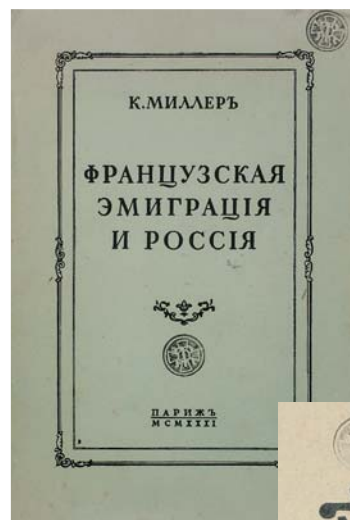 К. МИЛЛЕРЪ
ФРАНЦУЗСКАЯ
ЭМИГРАЦІЯ
И РОССІЯ
ПАРИЖЪ
MCMXXXI